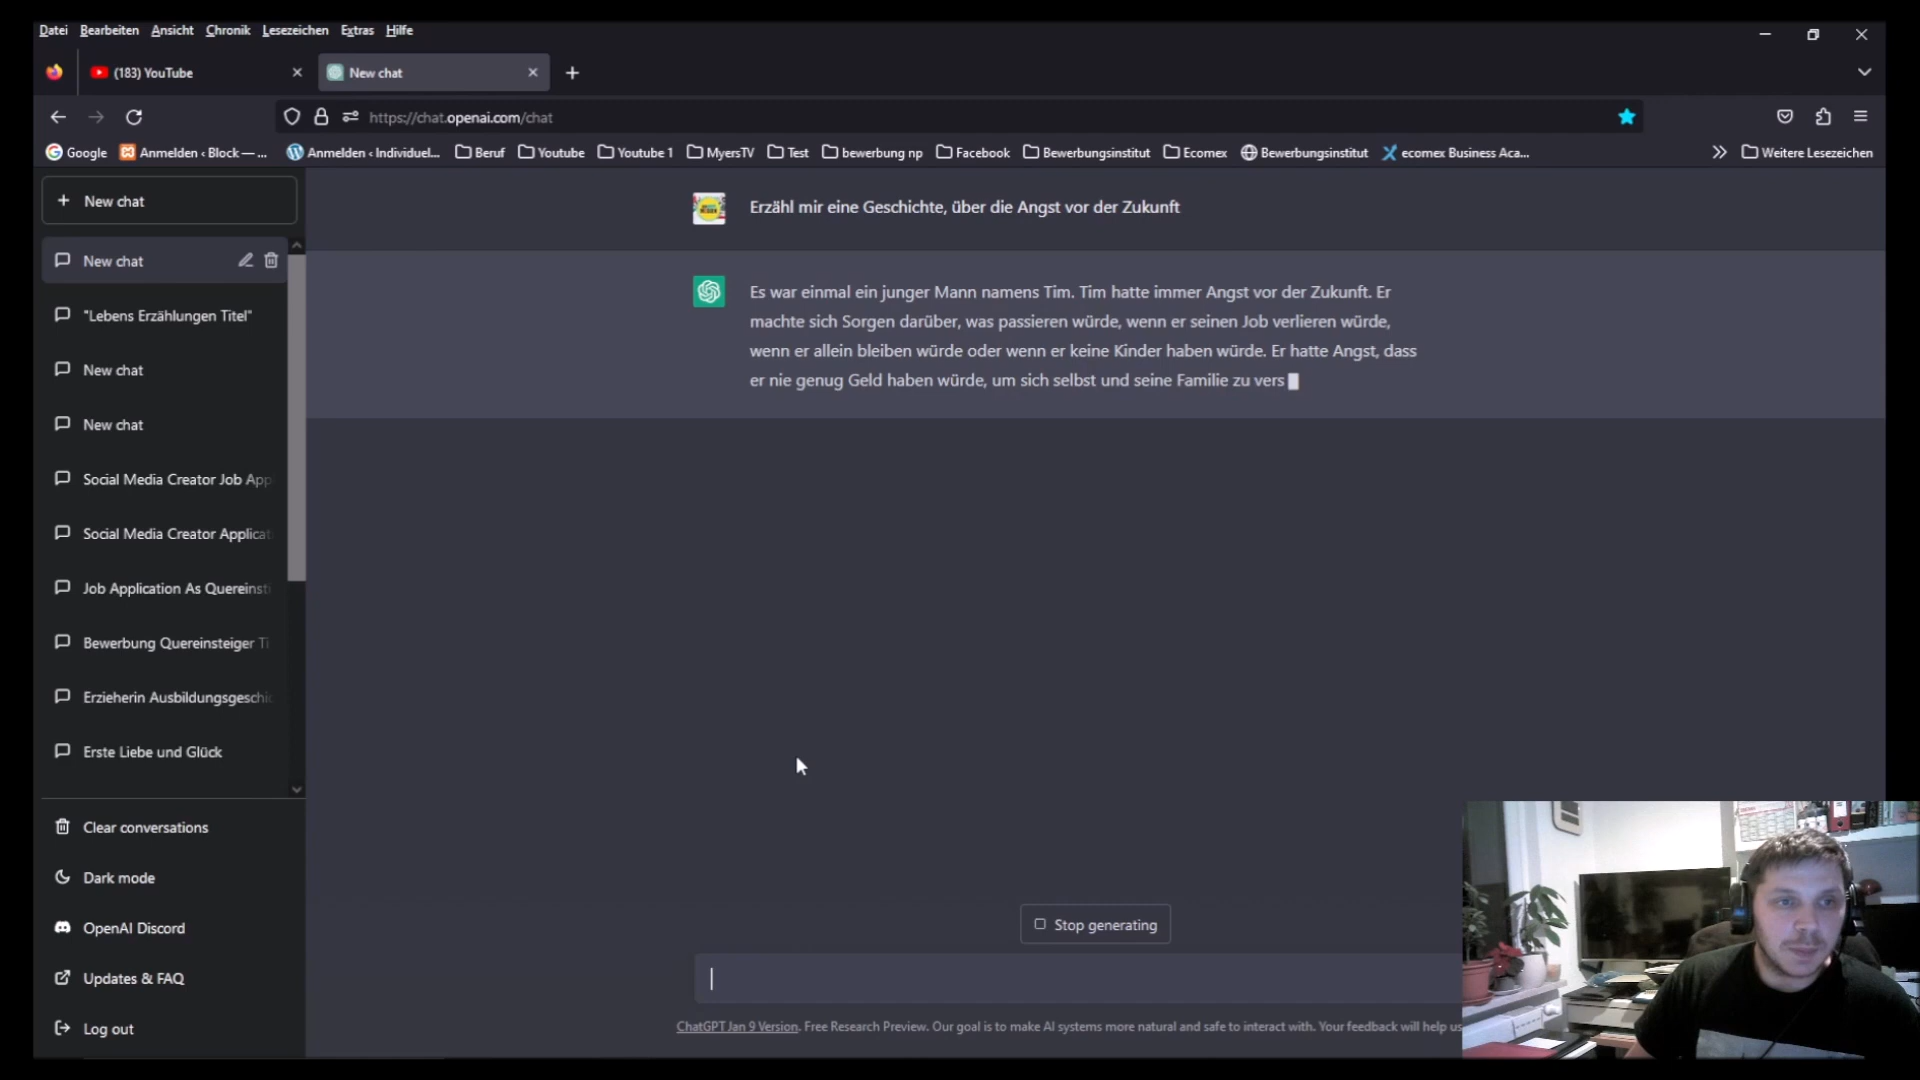 Datei Bearbeiten Ansicht Chronik Lesezeichen Extras Hilfe
(183) YouTube
New chat
https://chat.openai.com/chat
Google
Anmelden ‹ Block — ...
Anmelden ‹ Individuel...
Beruf
Youtube
Youtube 1
MyersTV
Test
bewerbung np
Facebook
Bewerbungsinstitut
Ecomex
Bewerbungsinstitut
ecomex Business Aca...
Weitere Lesezeichen
+ New chat
New chat
"Lebens Erzählungen Titel"
New chat
New chat
Social Media Creator Job App
Social Media Creator Applicat
Job Application As Quereinsti
Bewerbung Quereinsteiger Ti
Erzieherin Ausbildungsgeschic
Erste Liebe und Glück
Clear conversations
Dark mode
OpenAI Discord
Updates & FAQ
Log out
Erzähl mir eine Geschichte, über die Angst vor der Zukunft
Es war einmal ein junger Mann namens Tim. Tim hatte immer Angst vor der Zukunft. Er
machte sich Sorgen darüber, was passieren würde, wenn er seinen Job verlieren würde,
wenn er allein bleiben würde oder wenn er keine Kinder haben würde. Er hatte Angst, dass
er nie genug Geld haben würde, um sich selbst und seine Familie zu vers
Stop generating
ChatGPT Jan 9 Version. Free Research Preview. Our goal is to make AI systems more natural and safe to interact with. Your feedback will help us